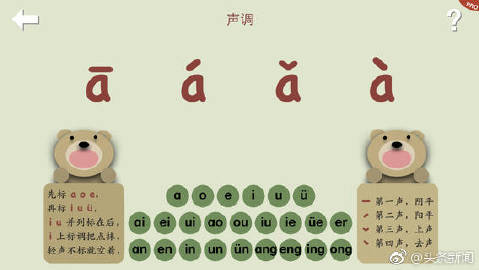 PRO
声调
?
ā á ǎ à
先标 a o e,
再标 i u ü,
i u 并列标在后,
i 上标调把点抹,
轻声不标就空着,
a o e i u ü
ai ei ui ao ou iu ie üe er
an en in un ün ang eng ing ong
ˉ 第一声，阴平
ˊ 第二声，阳平
ˇ 第三声，上声
ˋ 第四声，去声
@头条新闻